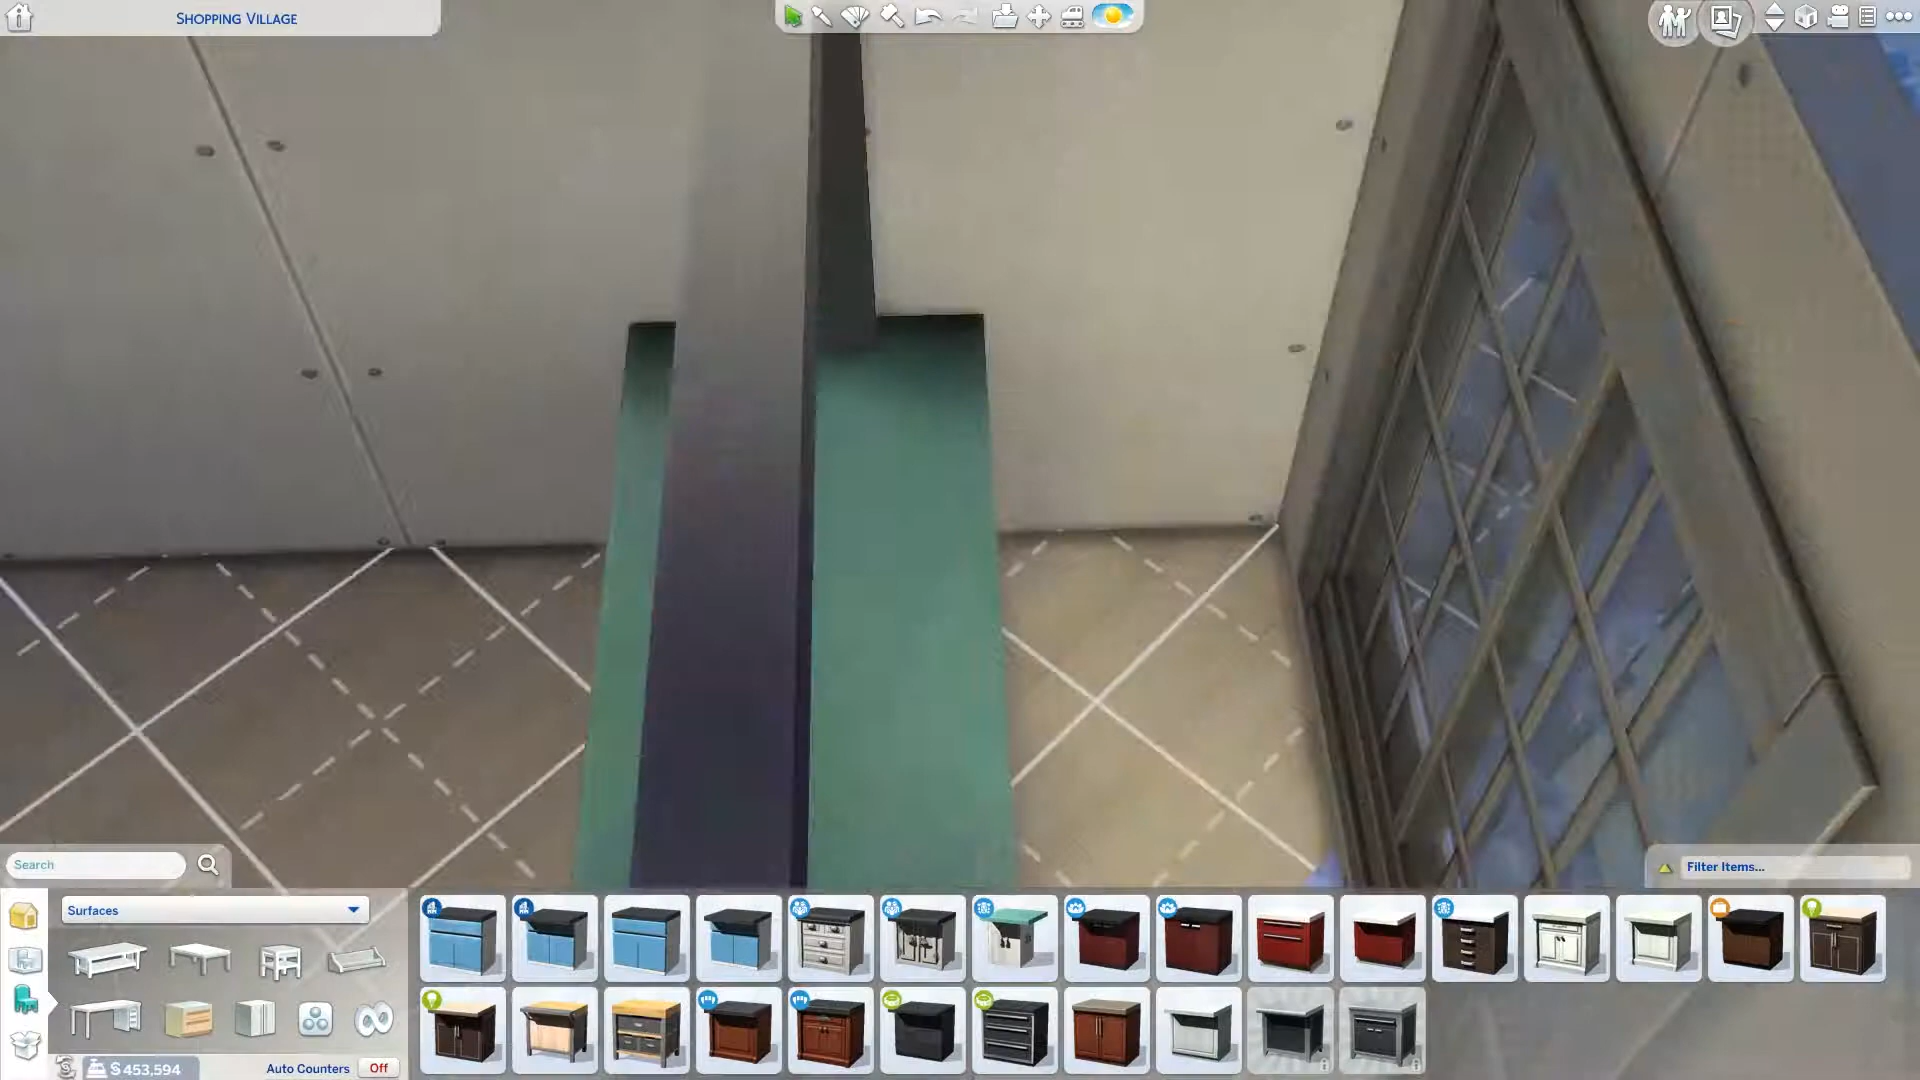 Shopping Village
Search
Filter Items...
Surfaces
§453,594
Auto Counters
Off